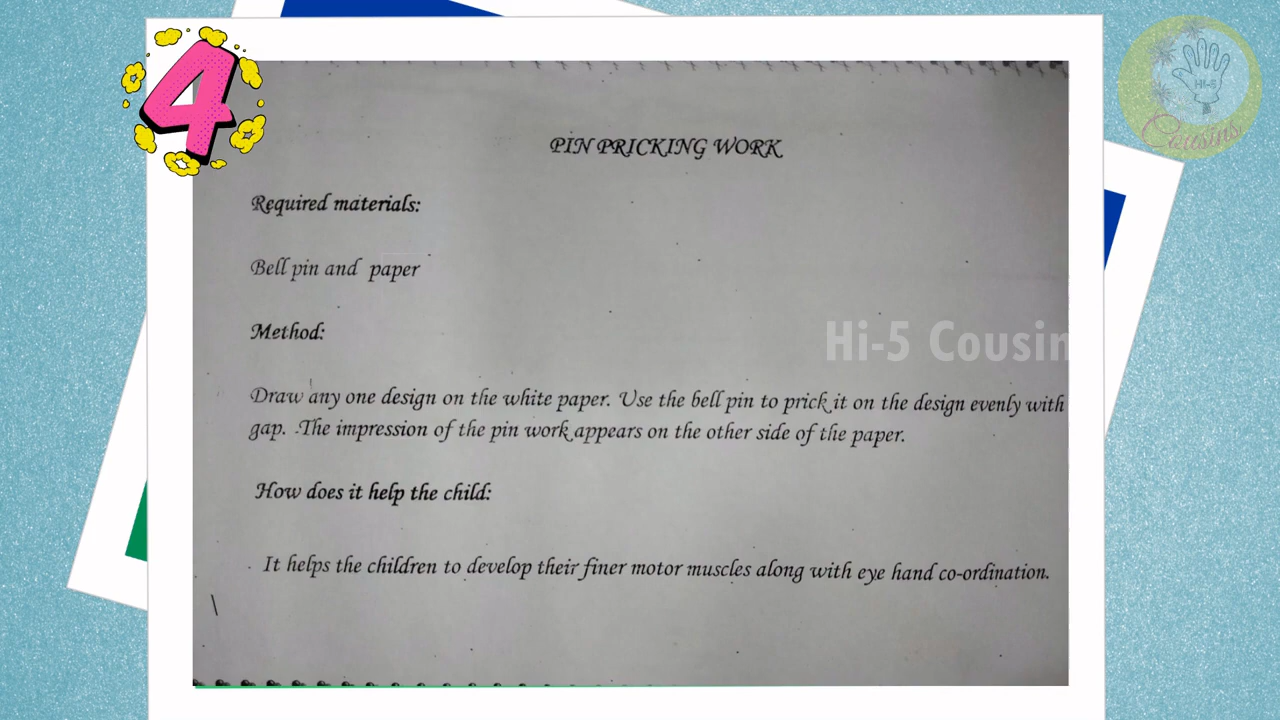 4
HI-5
Cousins
PIN PRICKING WORK
Required materials:
Bell pin and paper
Method:
Hi-5 Cousin
Draw any one design on the white paper. Use the bell pin to prick it on the design evenly with
gap. The impression of the pin work appears on the other side of the paper.
How does it help the child:
It helps the children to develop their finer motor muscles along with eye hand co-ordination.